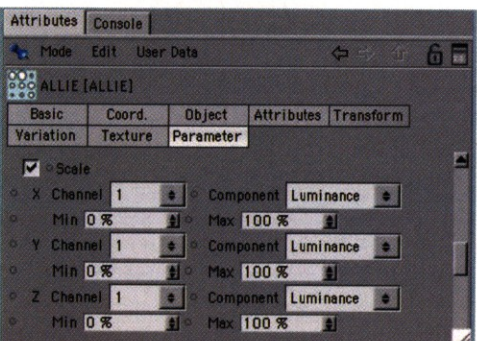 Attributes Console
Mode Edit User Data
ALLIE [ALLIE]
Basic Coord. Object Attributes Transform
Variation Texture Parameter
Scale
X Channel 1 Component Luminance
Min 0 % Max 100 %
Y Channel 1 Component Luminance
Min 0 % Max 100 %
Z Channel 1 Component Luminance
Min 0 % Max 100 %